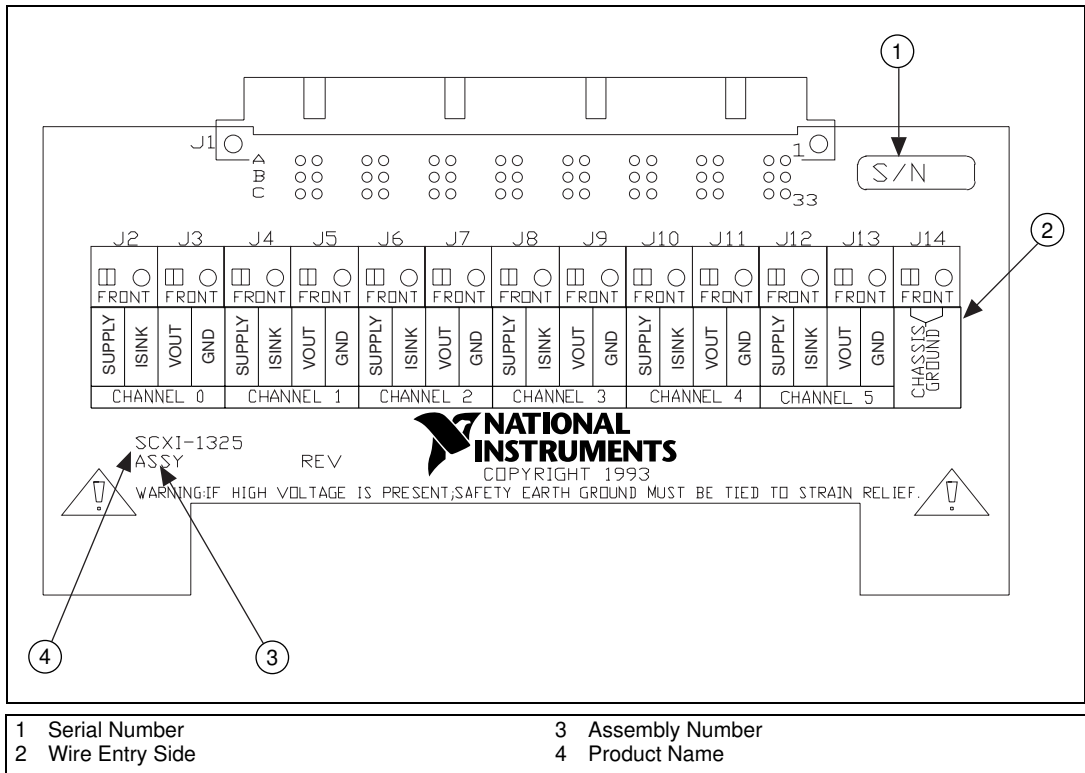 1
J1
A
B
C
1
33
S/N
2
J2 J3 J4 J5 J6 J7 J8 J9 J10 J11 J12 J13 J14
FRONT FRONT FRONT FRONT FRONT FRONT FRONT FRONT FRONT FRONT FRONT FRONT FRONT
SUPPLY ISINK VOUT GND SUPPLY ISINK VOUT GND SUPPLY ISINK VOUT GND SUPPLY ISINK VOUT GND SUPPLY ISINK VOUT GND SUPPLY ISINK VOUT GND CHASSIS GROUND
CHANNEL 0 CHANNEL 1 CHANNEL 2 CHANNEL 3 CHANNEL 4 CHANNEL 5
NATIONAL
INSTRUMENTS
SCXI-1325
ASSY REV
COPYRIGHT 1993
WARNING:IF HIGH VOLTAGE IS PRESENT;SAFETY EARTH GROUND MUST BE TIED TO STRAIN RELIEF.
! !
4 3
1 Serial Number 3 Assembly Number
2 Wire Entry Side 4 Product Name